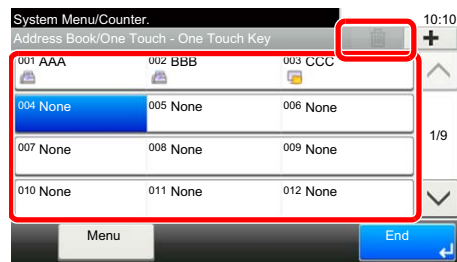 System Menu/Counter. 10:10
Address Book/One Touch - One Touch Key
001 AAA 002 BBB 003 CCC
004 None 005 None 006 None
1/9
007 None 008 None 009 None
010 None 011 None 012 None
Menu End